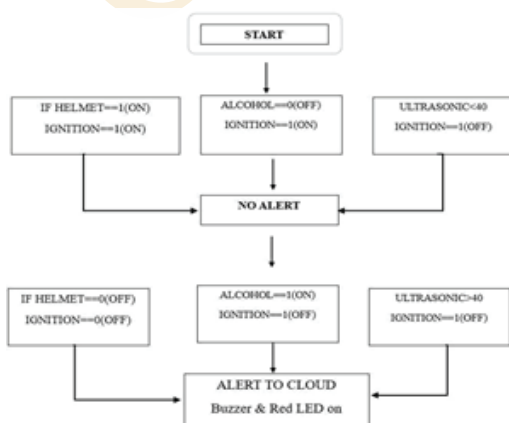 START
IF HELMET==1(ON)
IGNITION==1(ON)
ALCOHOL==0(OFF)
IGNITION==1(ON)
ULTRASONIC<40
IGNITION==1(OFF)
NO ALERT
IF HELMET==0(OFF)
IGNITION==0(OFF)
ALCOHOL==1(ON)
IGNITION==1(OFF)
ULTRASONIC>40
IGNITION==1(OFF)
ALERT TO CLOUD
Buzzer & Red LED on